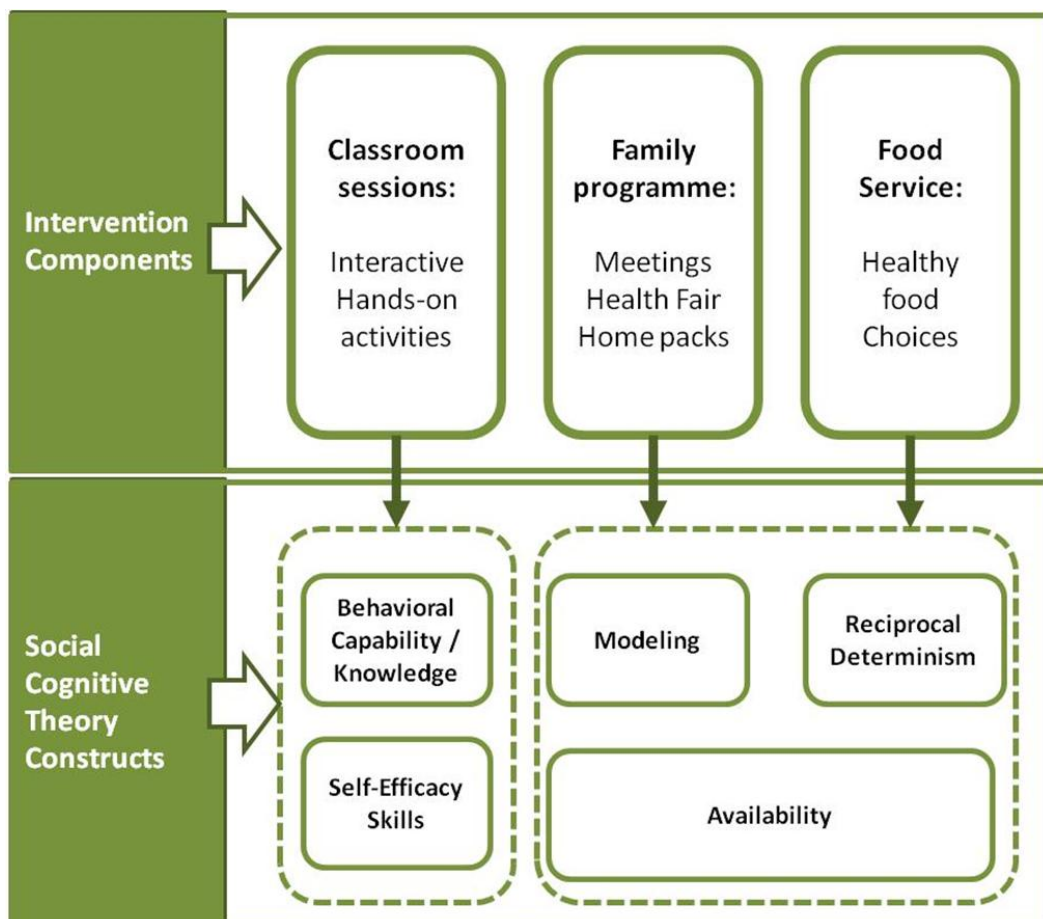 Intervention
Components
Classroom
sessions:
Interactive
Hands-on
activities
Family
programme:
Meetings
Health Fair
Home packs
Food
Service:
Healthy
food
Choices
Social
Cognitive
Theory
Constructs
Behavioral
Capability /
Knowledge
Self-Efficacy
Skills
Modeling
Reciprocal
Determinism
Availability